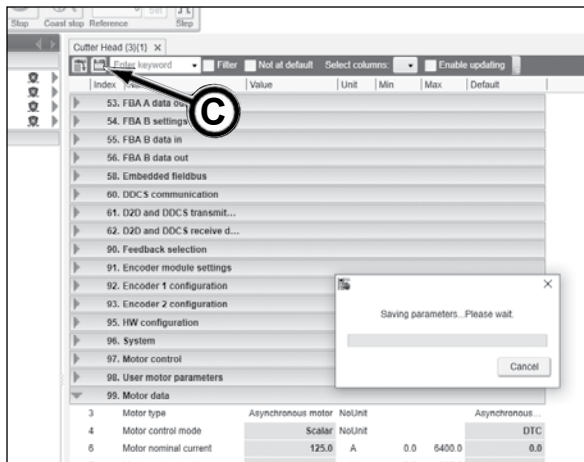 Set
Stop Coast stop Reference Step
Cutter Head {3}{1} ×
Enter keyword Filter Not at default Select columns: Enable updating
Index Value Unit Min Max Default
C
53. FBA A data out
54. FBA B settings
55. FBA B data in
56. FBA B data out
58. Embedded fieldbus
60. DDCS communication
61. D2D and DDCS transmit...
62. D2D and DDCS receive d...
90. Feedback selection
91. Encoder module settings
92. Encoder 1 configuration
93. Encoder 2 configuration
95. HW configuration
96. System
97. Motor control
98. User motor parameters
99. Motor data
Saving parameters...Please wait.
Cancel
3 Motor type Asynchronous motor NoUnit Asynchronous...
4 Motor control mode Scalar NoUnit DTC
6 Motor nominal current 125.0 A 0.0 6400.0 0.0